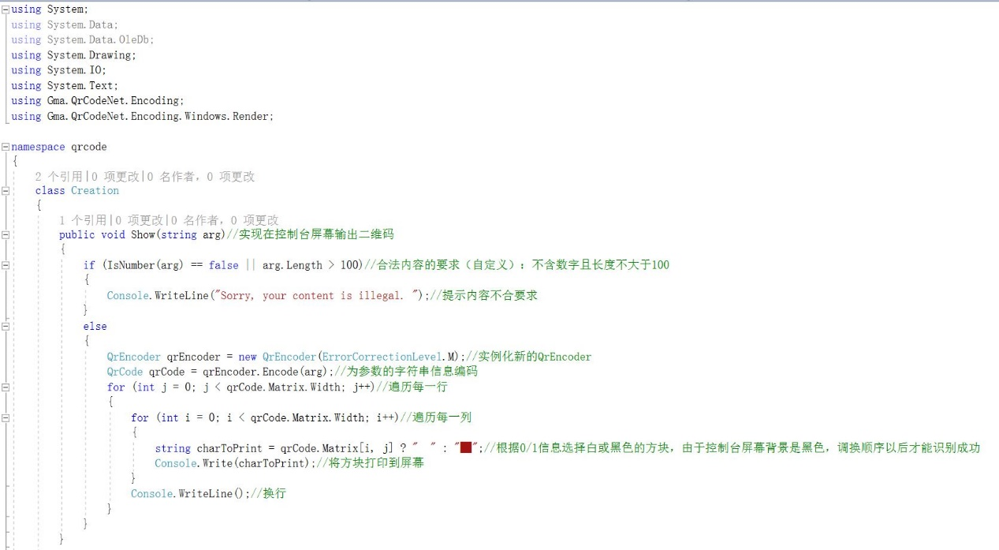 using System;
using System.Data;
using System.Data.OleDb;
using System.Drawing;
using System.IO;
using System.Text;
using Gma.QrCodeNet.Encoding;
using Gma.QrCodeNet.Encoding.Windows.Render;
namespace qrcode
{
2 个引用|0 项更改|0 名作者，0 项更改
class Creation
{
1 个引用|0 项更改|0 名作者，0 项更改
public void Show(string arg)//实现在控制台屏幕输出二维码
{
if (IsNumber(arg) == false || arg.Length > 100)//合法内容的要求（自定义）：不含数字且长度不大于100
{
Console.WriteLine("Sorry, your content is illegal. ");//提示内容不合要求
}
else
{
QrEncoder qrEncoder = new QrEncoder(ErrorCorrectionLevel.M);//实例化新的QrEncoder
QrCode qrCode = qrEncoder.Encode(arg);//为参数的字符串信息编码
for (int j = 0; j < qrCode.Matrix.Width; j++)//遍历每一行
{
for (int i = 0; i < qrCode.Matrix.Width; i++)//遍历每一列
{
string charToPrint = qrCode.Matrix[i, j] ? "  " : "██";//根据0/1信息选择白或黑色的方块，由于控制台屏幕背景是黑色，调换顺序以后才能识别成功
Console.Write(charToPrint);//将方块打印到屏幕
}
Console.WriteLine();//换行
}
}
}